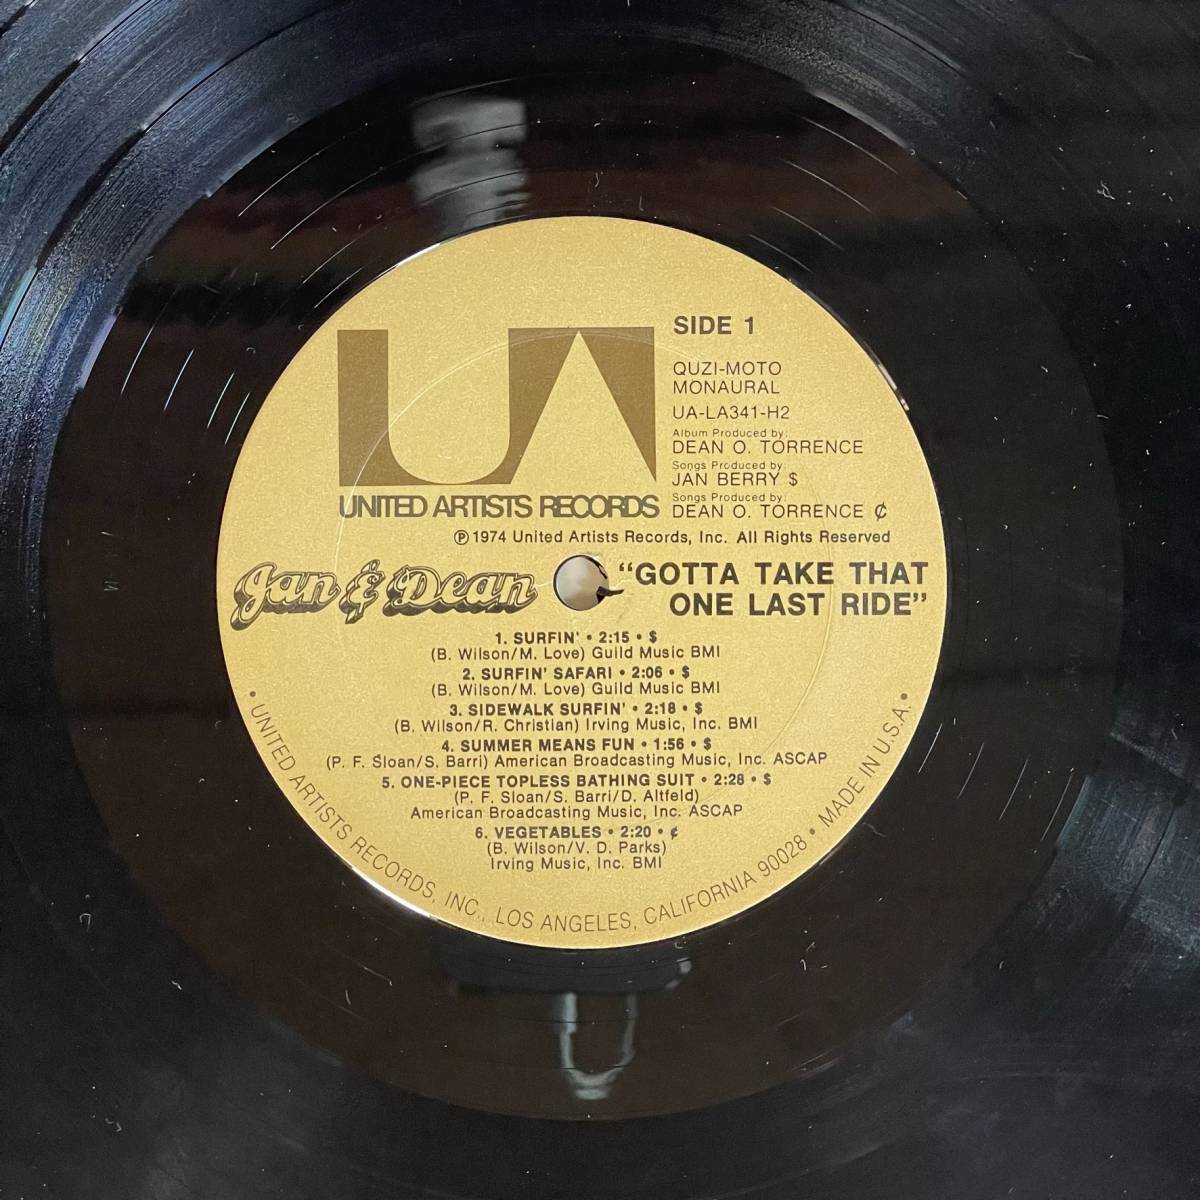 SIDE 1
QUZI-MOTO
MONAURAL
UA-LA341-H2
Album Produced by:
DEAN O. TORRENCE
Songs Produced by:
JAN BERRY $
Songs Produced by:
DEAN O. TORRENCE ¢
UNITED ARTISTS RECORDS
℗ 1974 United Artists Records, Inc. All Rights Reserved
Jan & Dean
"GOTTA TAKE THAT
ONE LAST RIDE"
1. SURFIN' • 2:15 • $
(B. Wilson/M. Love) Guild Music BMI
2. SURFIN' SAFARI • 2:06 • $
(B. Wilson/M. Love) Guild Music BMI
3. SIDEWALK SURFIN' • 2:18 • $
(B. Wilson/R. Christian) Irving Music, Inc. BMI
4. SUMMER MEANS FUN • 1:56 • $
(P. F. Sloan/S. Barri) American Broadcasting Music, Inc. ASCAP
5. ONE-PIECE TOPLESS BATHING SUIT • 2:28 • $
(P. F. Sloan/S. Barri/D. Altfeld)
American Broadcasting Music, Inc. ASCAP
6. VEGETABLES • 2:20 • ¢
(B. Wilson/V. D. Parks)
Irving Music, Inc. BMI
• UNITED ARTISTS RECORDS, INC., LOS ANGELES, CALIFORNIA 90028 • MADE IN U.S.A. •